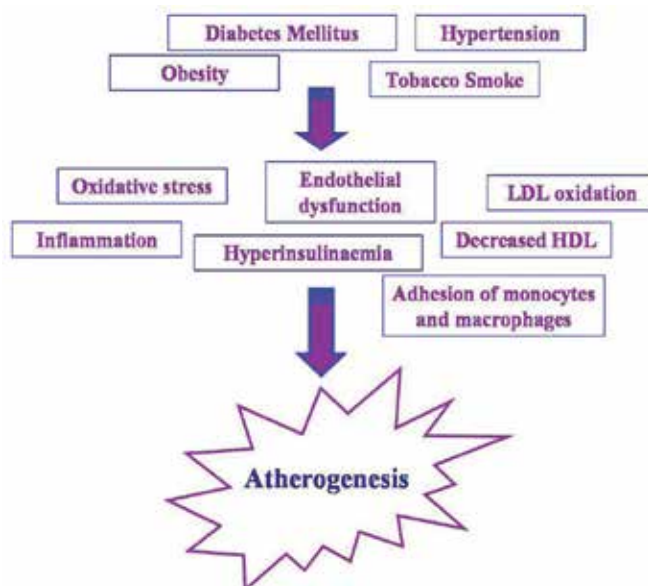 Diabetes Mellitus
Hypertension
Obesity
Tobacco Smoke
Oxidative stress
Endothelial
dysfunction
LDL oxidation
Inflammation
Hyperinsulinaemia
Decreased HDL
Adhesion of monocytes
and macrophages
Atherogenesis